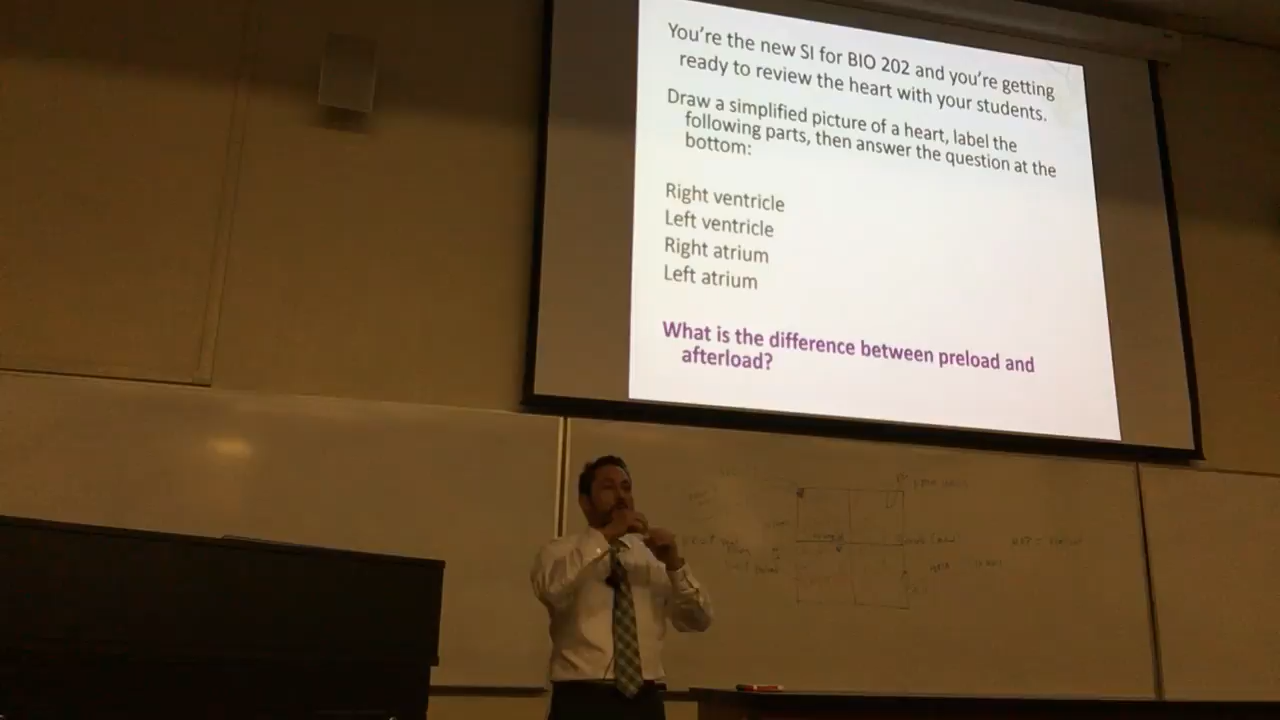 You're the new SI for BIO 202 and you're getting
ready to review the heart with your students.
Draw a simplified picture of a heart, label the
following parts, then answer the question at the
bottom:
Right ventricle
Left ventricle
Right atrium
Left atrium
What is the difference between preload and
afterload?